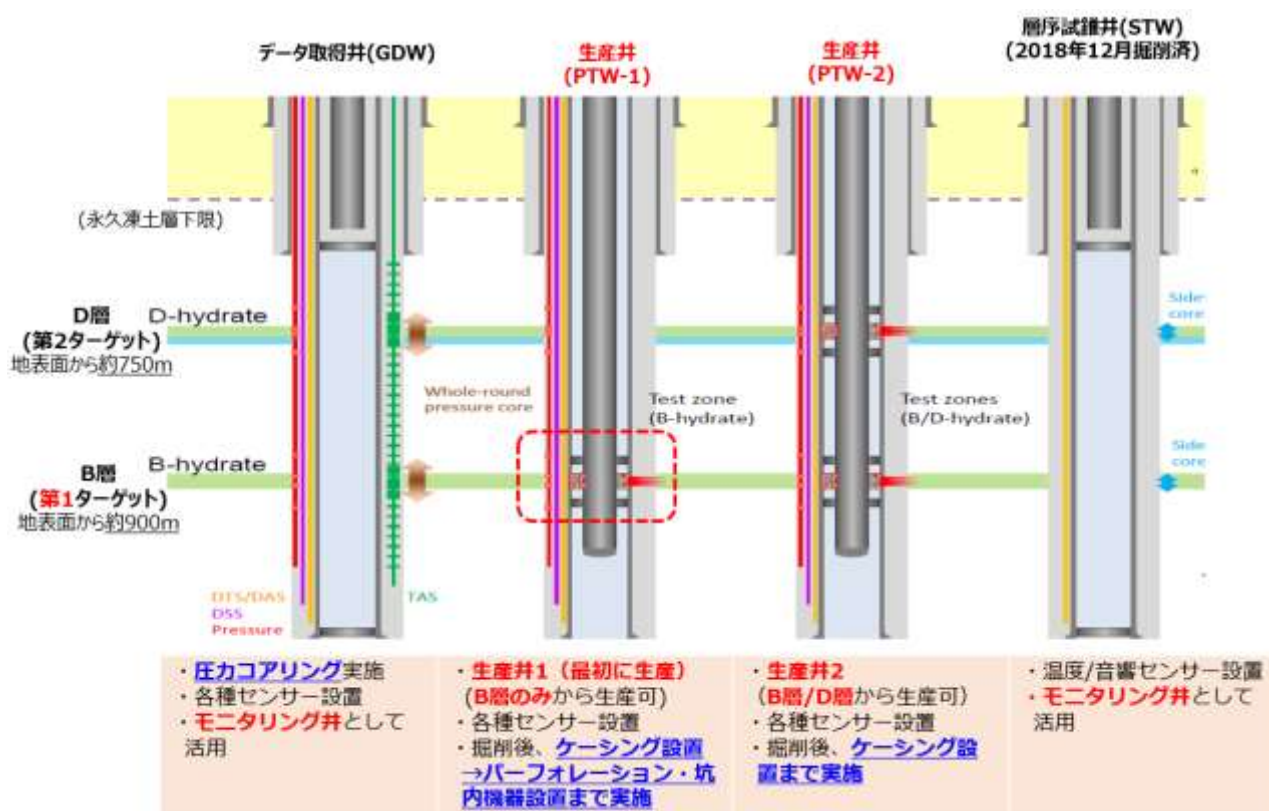 データ取得井(GDW)
生産井
(PTW-1)
生産井
(PTW-2)
層序試錐井(STW)
(2018年12月掘削済)
(永久凍土層下限)
D層
(第2ターゲット)
地表面から約750m
D-hydrate
Side
core
Whole-round
pressure core
Test zone
(B-hydrate)
Test zones
(B/D-hydrate)
B層
(第1ターゲット)
地表面から約900m
B-hydrate
Side
core
DTS/DAS
DSS
Pressure
TAS
・圧力コアリング実施
・各種センサー設置
・モニタリング井として
活用
・生産井1（最初に生産）
(B層のみから生産可)
・各種センサー設置
・掘削後、ケーシング設置
→パーフォレーション・坑
内機器設置まで実施
・生産井2
（B層/D層から生産可）
・各種センサー設置
・掘削後、ケーシング設
置まで実施
・温度/音響センサー設置
・モニタリング井として
活用